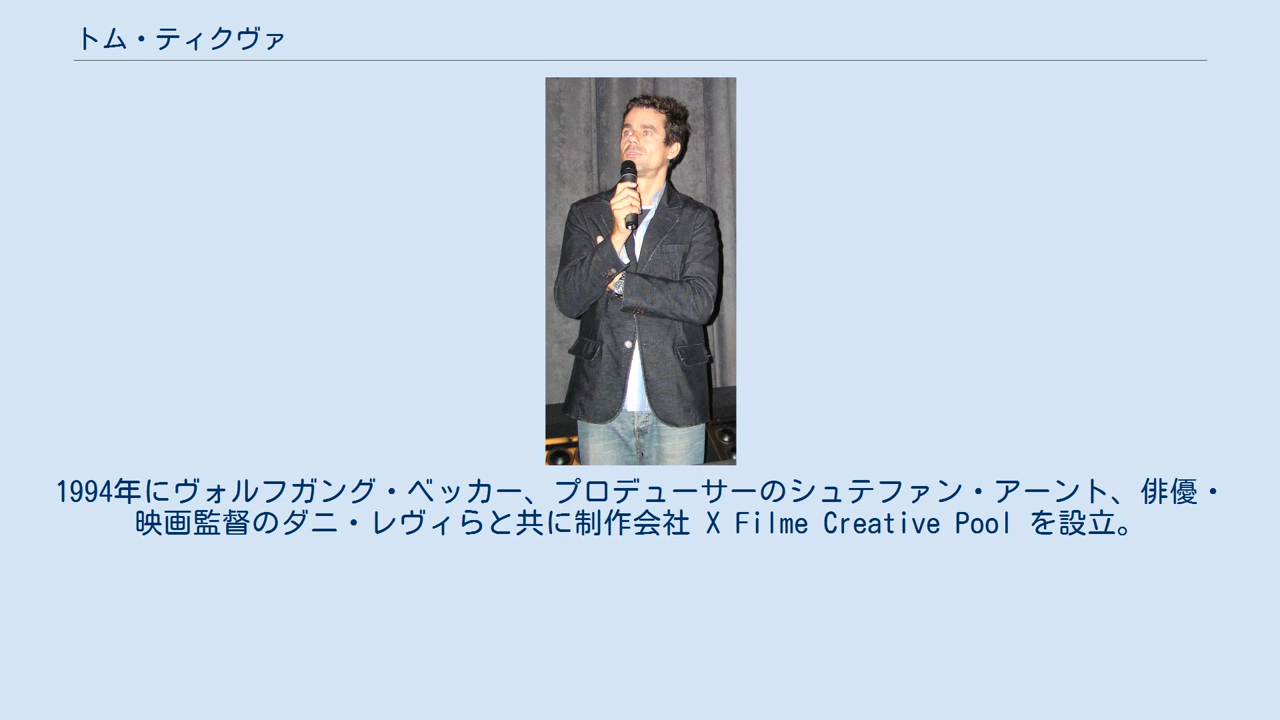 トム・ティクヴァ
1994年にヴォルフガング・ベッカー、プロデューサーのシュテファン・アーント、俳優・
映画監督のダニ・レヴィらと共に制作会社 X Filme Creative Pool を設立。